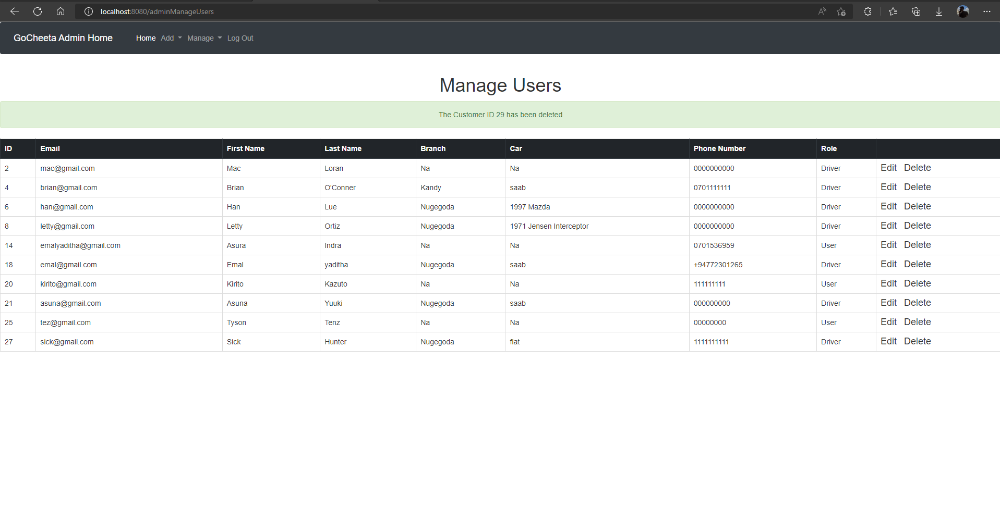 localhost:8080/adminManageUsers
GoCheeta Admin Home Home Add Manage Log Out
Manage Users
The Customer ID 29 has been deleted
ID Email First Name Last Name Branch Car Phone Number Role
2 mac@gmail.com Mac Loran Na Na 0000000000 Driver Edit Delete
4 brian@gmail.com Brian O'Conner Kandy saab 0701111111 Driver Edit Delete
6 han@gmail.com Han Lue Nugegoda 1997 Mazda 0000000000 Driver Edit Delete
8 letty@gmail.com Letty Ortiz Nugegoda 1971 Jensen Interceptor 0000000000 Driver Edit Delete
14 emalyaditha@gmail.com Asura Indra Na Na 0701536959 User Edit Delete
18 emal@gmail.com Emal yaditha Nugegoda saab +94772301265 Driver Edit Delete
20 kirito@gmail.com Kirito Kazuto Na Na 111111111 User Edit Delete
21 asuna@gmail.com Asuna Yuuki Nugegoda saab 000000000 Driver Edit Delete
25 tez@gmail.com Tyson Tenz Na Na 00000000 User Edit Delete
27 sick@gmail.com Sick Hunter Nugegoda fiat 1111111111 Driver Edit Delete